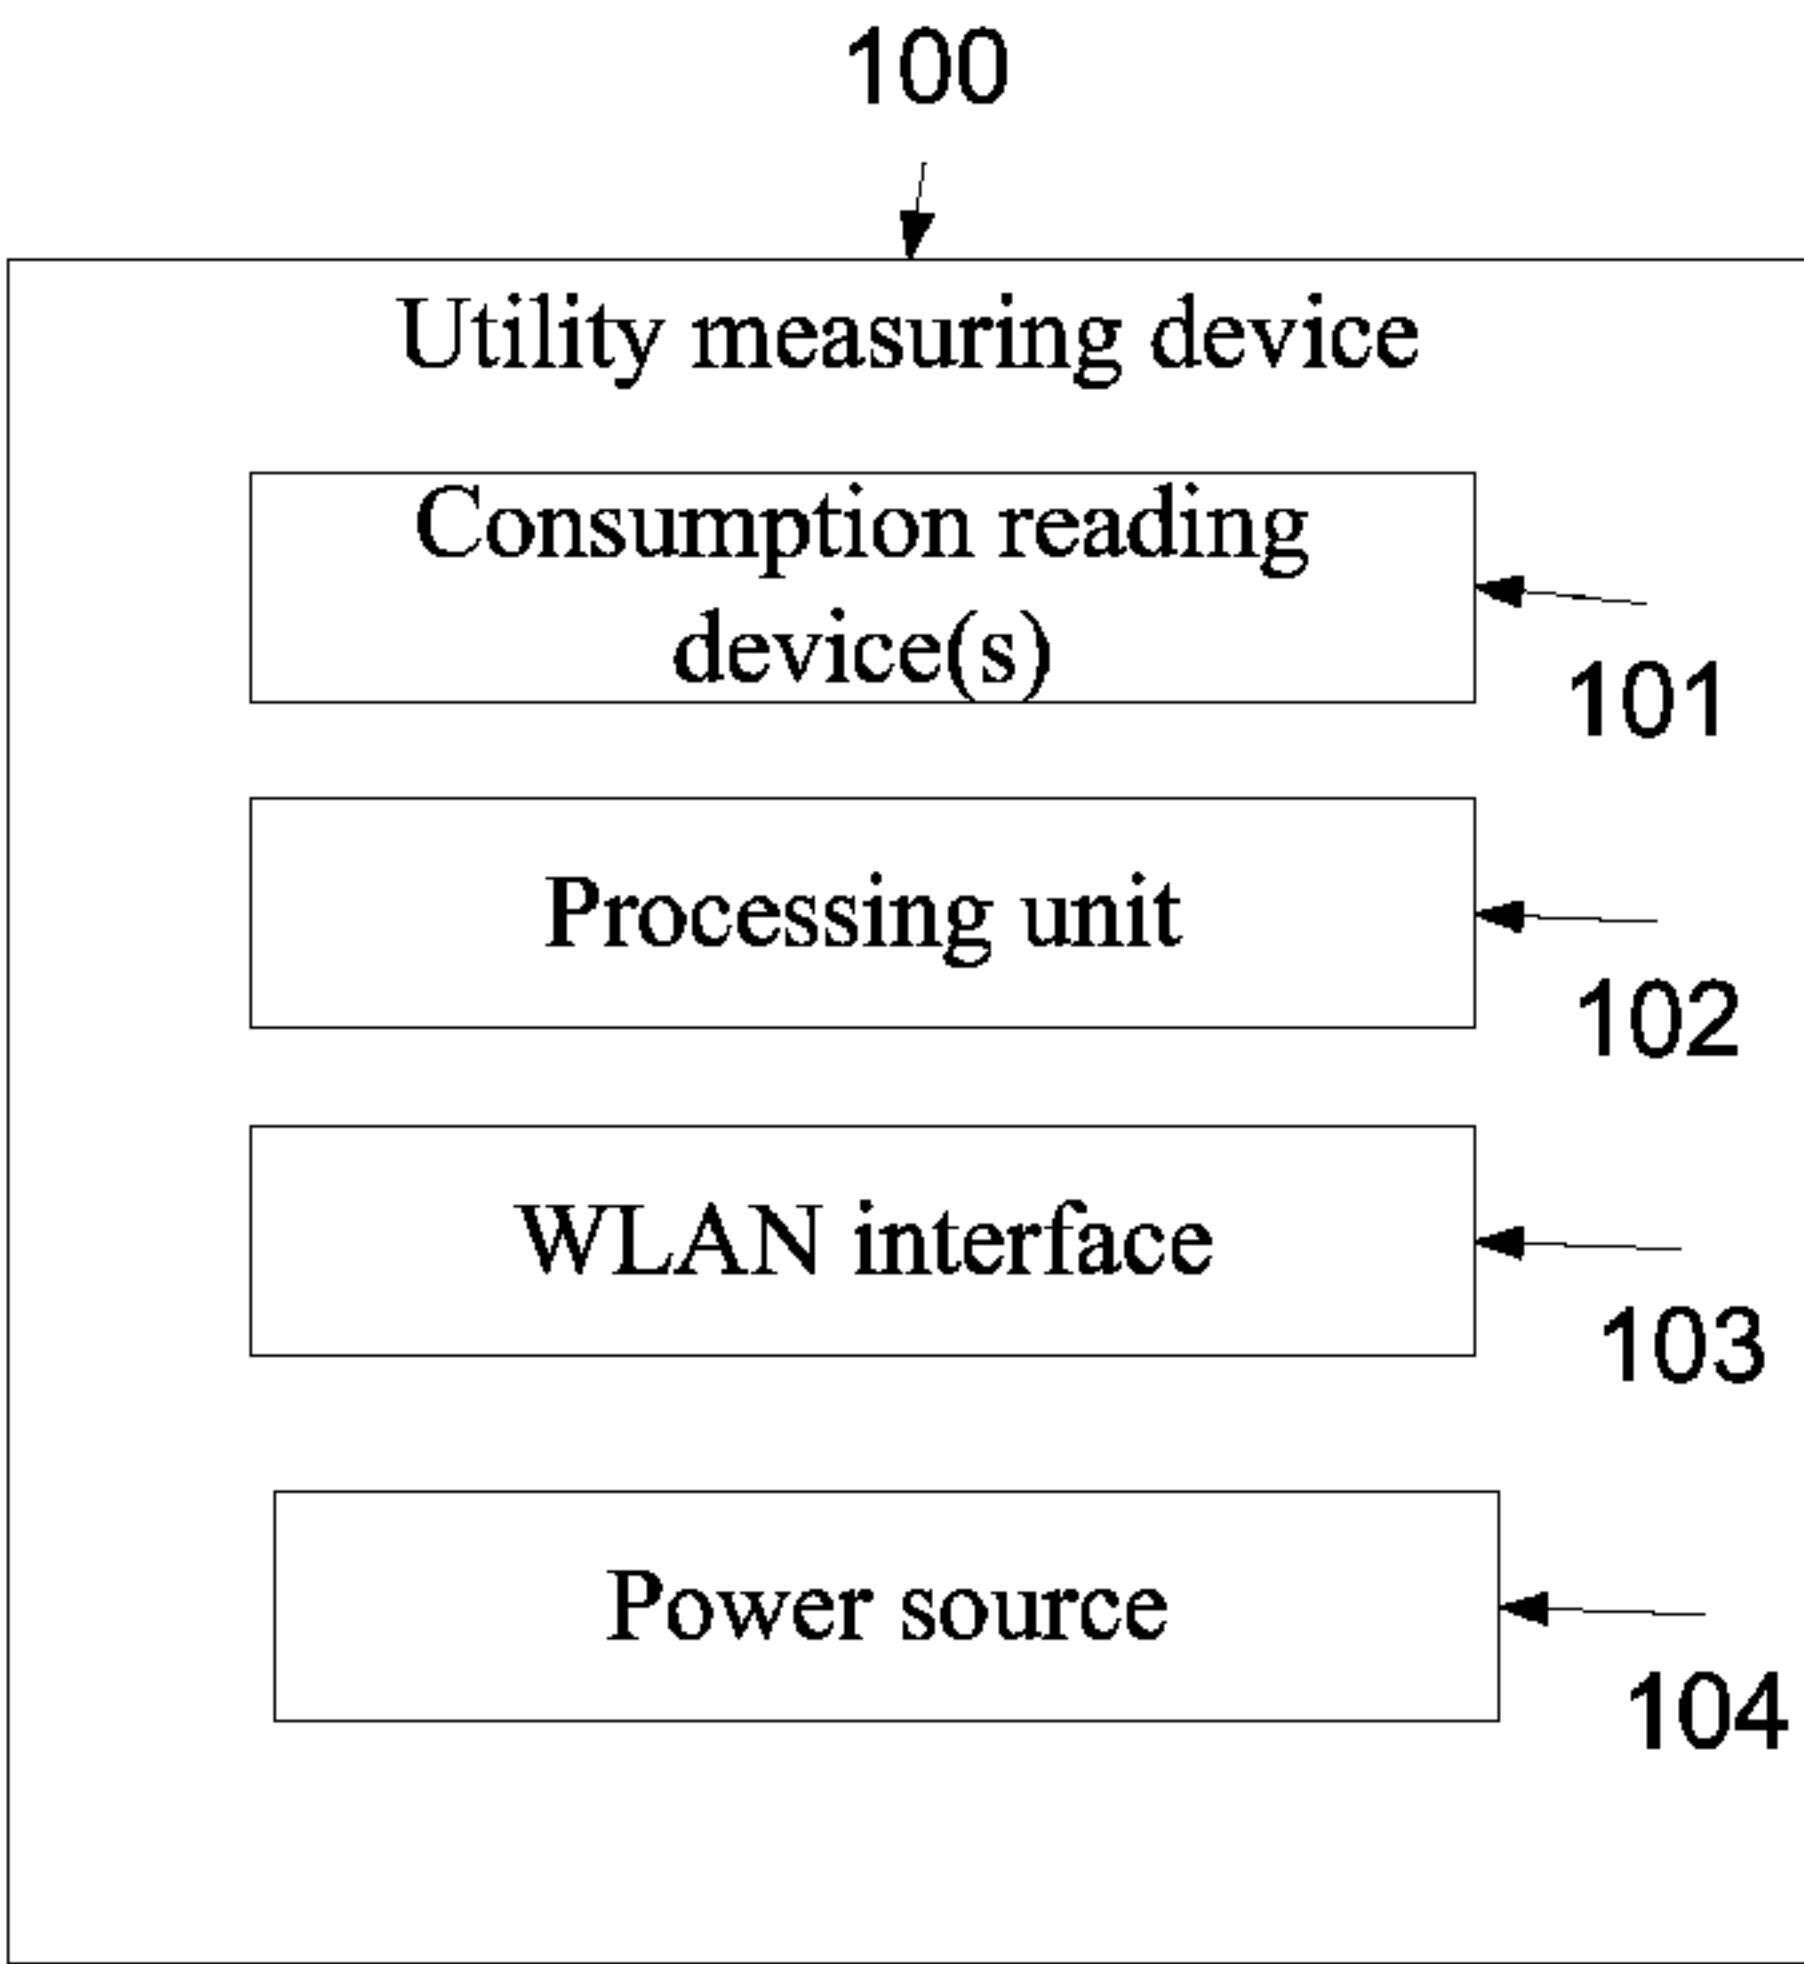 100
Utility measuring device
Consumption reading
device(s)
101
Processing unit
102
WLAN interface
103
Power source
104